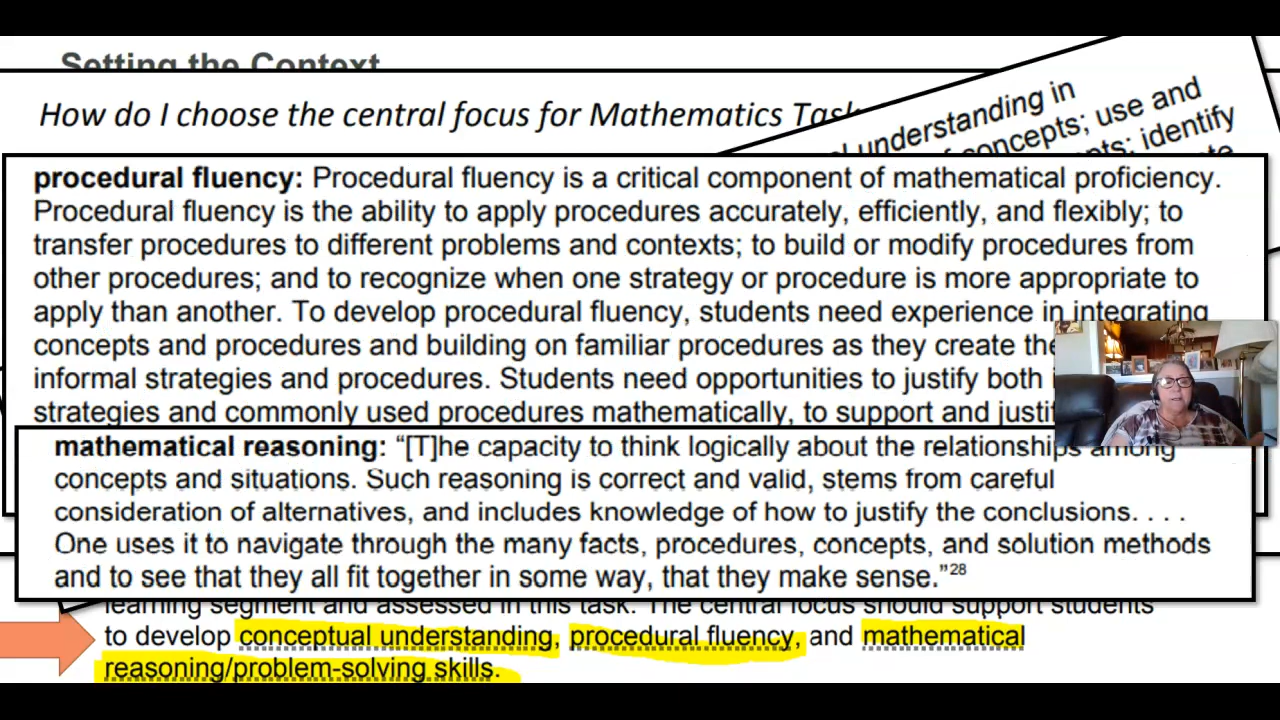 Setting the Context
How do I choose the central focus for Mathematics Task
understanding in
concepts; use and
identify
procedural fluency: Procedural fluency is a critical component of mathematical proficiency.
Procedural fluency is the ability to apply procedures accurately, efficiently, and flexibly; to
transfer procedures to different problems and contexts; to build or modify procedures from
other procedures; and to recognize when one strategy or procedure is more appropriate to
apply than another. To develop procedural fluency, students need experience in integrating
concepts and procedures and building on familiar procedures as they create
informal strategies and procedures. Students need opportunities to justify both
strategies and commonly used procedures mathematically, to support and
mathematical reasoning: “[T]he capacity to think logically about the relationships among
concepts and situations. Such reasoning is correct and valid, stems from careful
consideration of alternatives, and includes knowledge of how to justify the conclusions. . . .
One uses it to navigate through the many facts, procedures, concepts, and solution methods
and to see that they all fit together in some way, that they make sense.”28
learning segment and assessed in this task. The central focus should support students
to develop conceptual understanding, procedural fluency, and mathematical
reasoning/problem-solving skills.